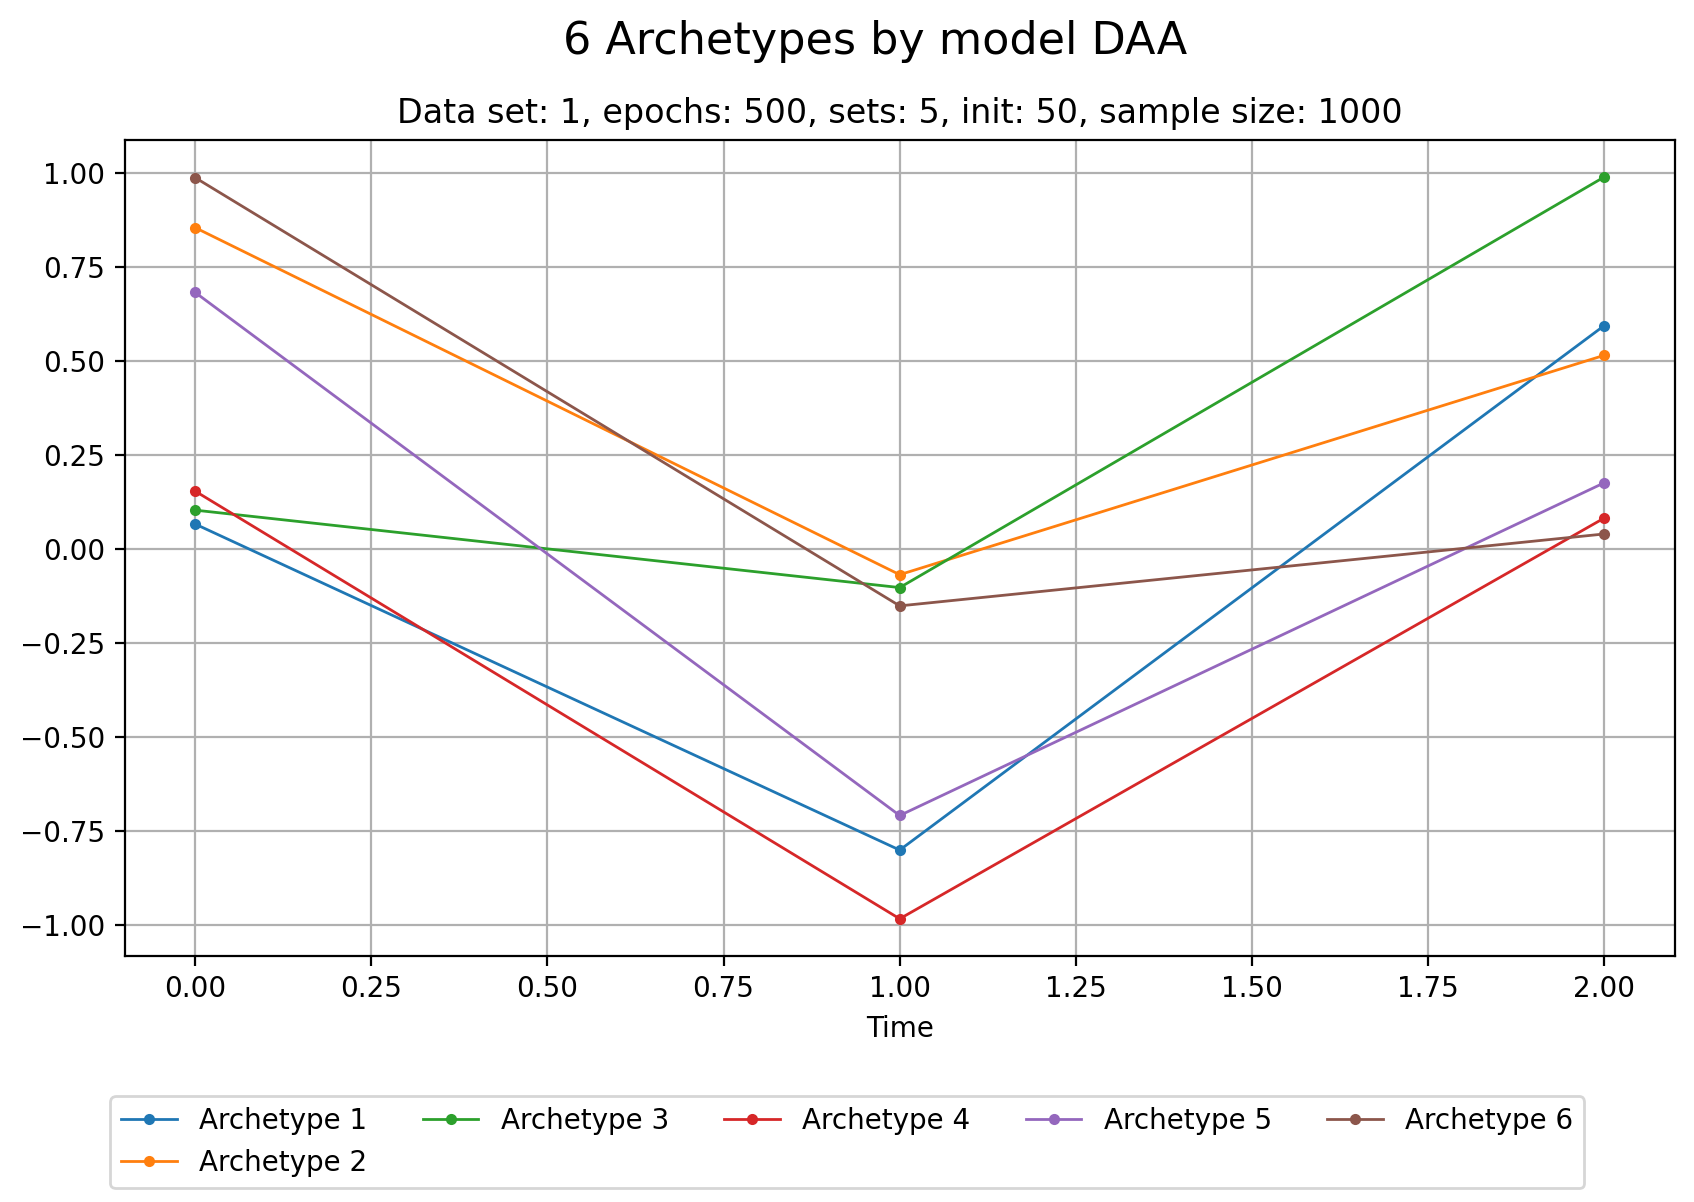 6 Archetypes by model DAA
Data set: 1, epochs: 500, sets: 5, init: 50, sample size: 1000
1.00
0.75
0.50
0.25
0.00
−0.25
−0.50
−0.75
−1.00
0.00 0.25 0.50 0.75 1.00 1.25 1.50 1.75 2.00
Time
Archetype 1 Archetype 3 Archetype 4 Archetype 5 Archetype 6
Archetype 2